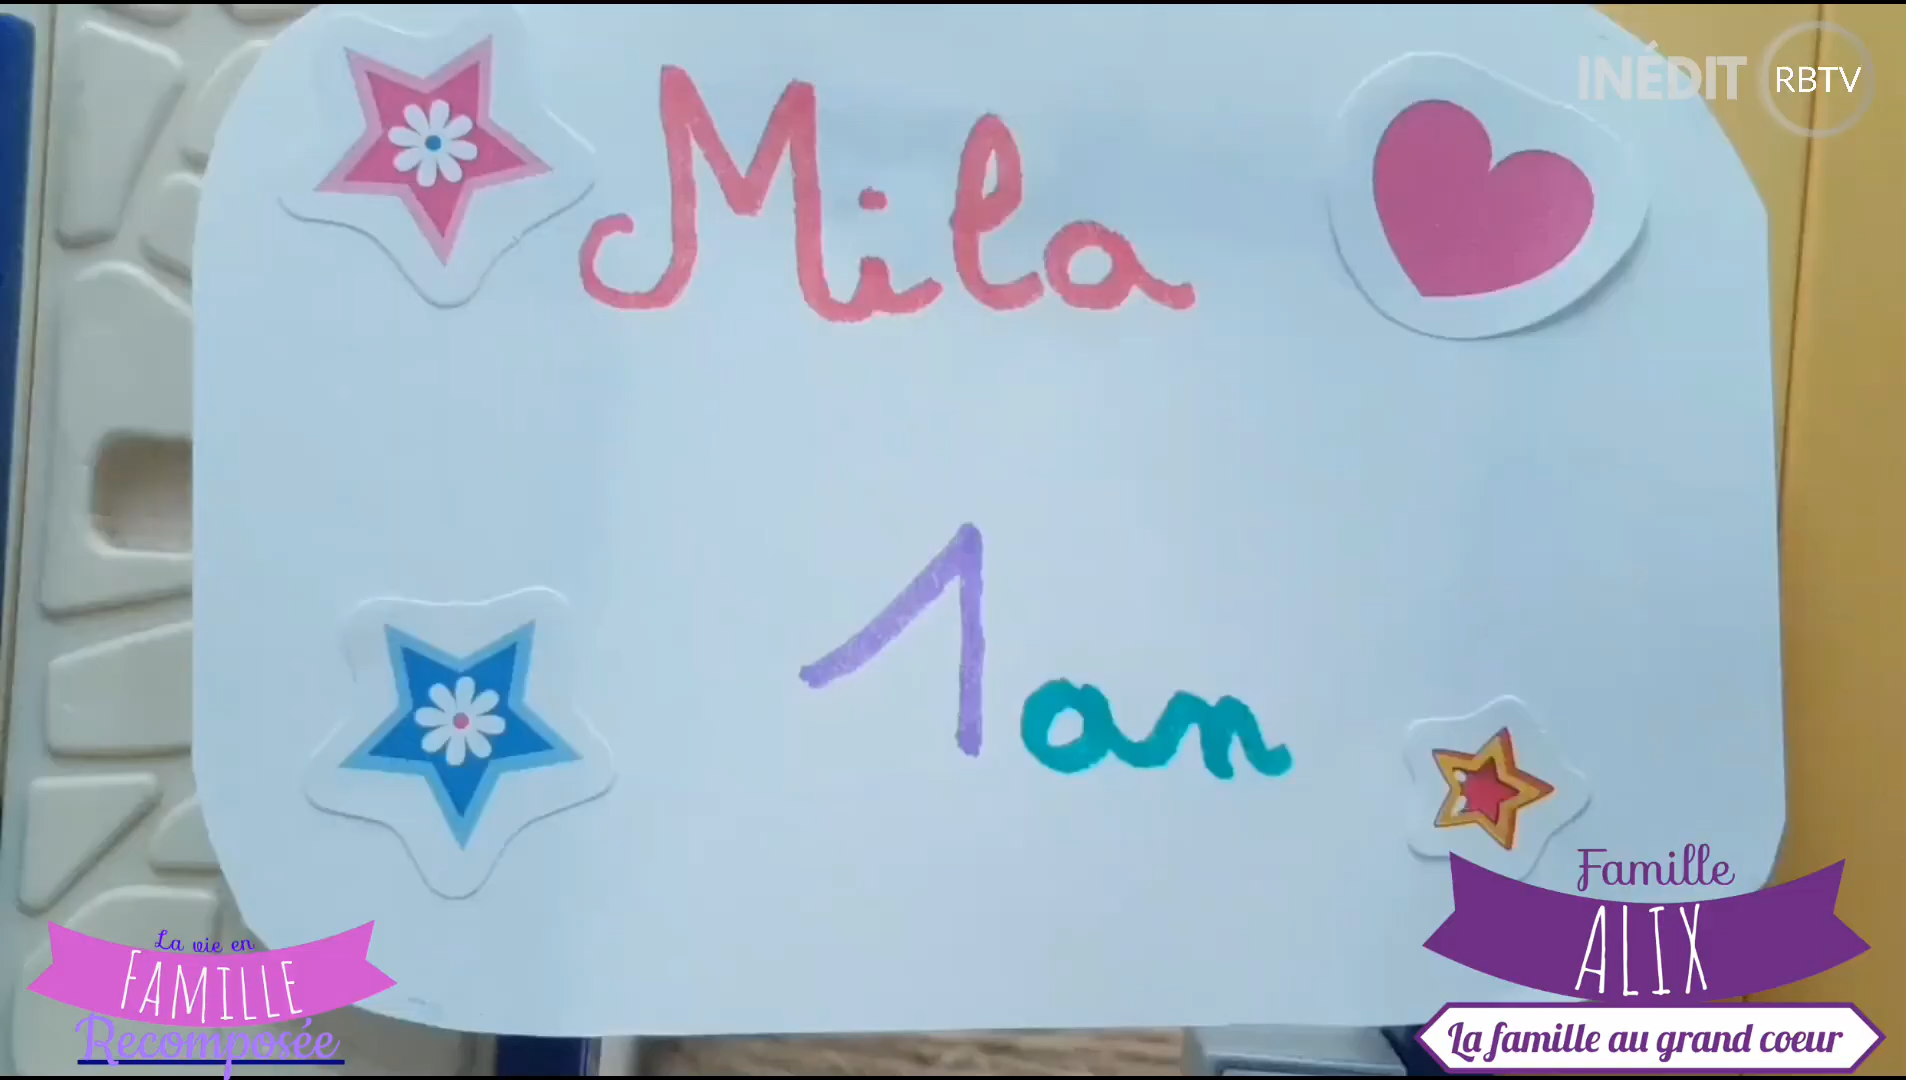 INÉDIT RBTV
Mila
1 an
La vie en
FAMILLE
Recomposée
Famille
ALIX
La famille au grand coeur